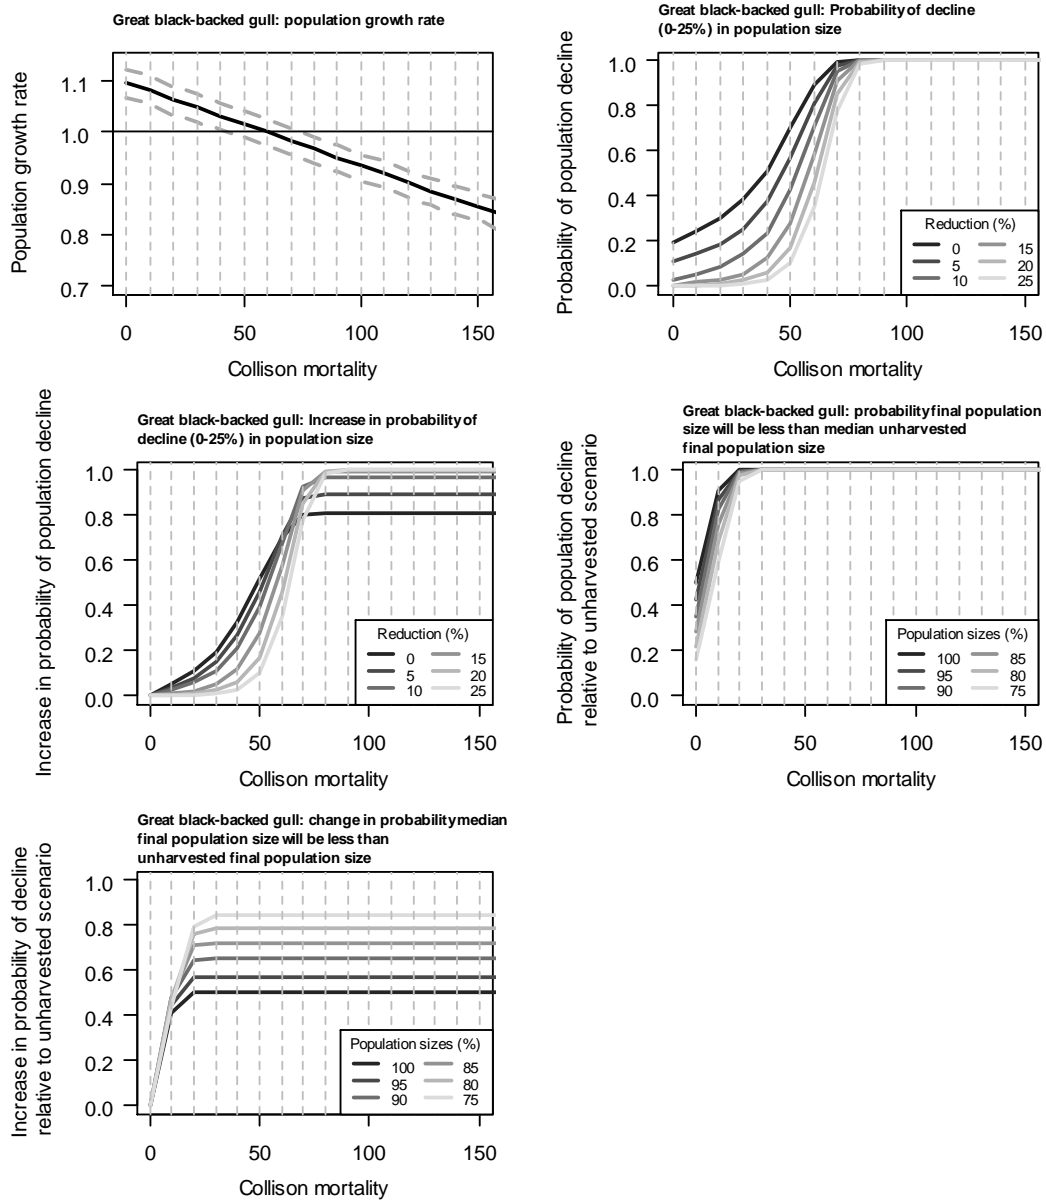 Great black-backed gull: population growth rate
Population growth rate
1.1
1.0
0.9
0.8
0.7
0
50
100
150
Collison mortality
Great black-backed gull: Probability of decline
(0-25%) in population size
Probability of population decline
1.0
0.8
0.6
0.4
0.2
0.0
Reduction (%)
0
15
5
20
10
25
0
50
100
150
Collison mortality
Great black-backed gull: Increase in probability of
decline (0-25%) in population size
Increase in probability of population decline
1.0
0.8
0.6
0.4
0.2
0.0
Reduction (%)
0
15
5
20
10
25
0
50
100
150
Collison mortality
Great black-backed gull: probability final population
size will be less than median unharvested
final population size
Probability of population decline
relative to unharvested scenario
1.0
0.8
0.6
0.4
0.2
0.0
Population sizes (%)
100
85
95
80
90
75
0
50
100
150
Collison mortality
Great black-backed gull: change in probability median
final population size will be less than
unharvested final population size
Increase in probability of decline
relative to unharvested scenario
1.0
0.8
0.6
0.4
0.2
0.0
Population sizes (%)
100
85
95
80
90
75
0
50
100
150
Collison mortality